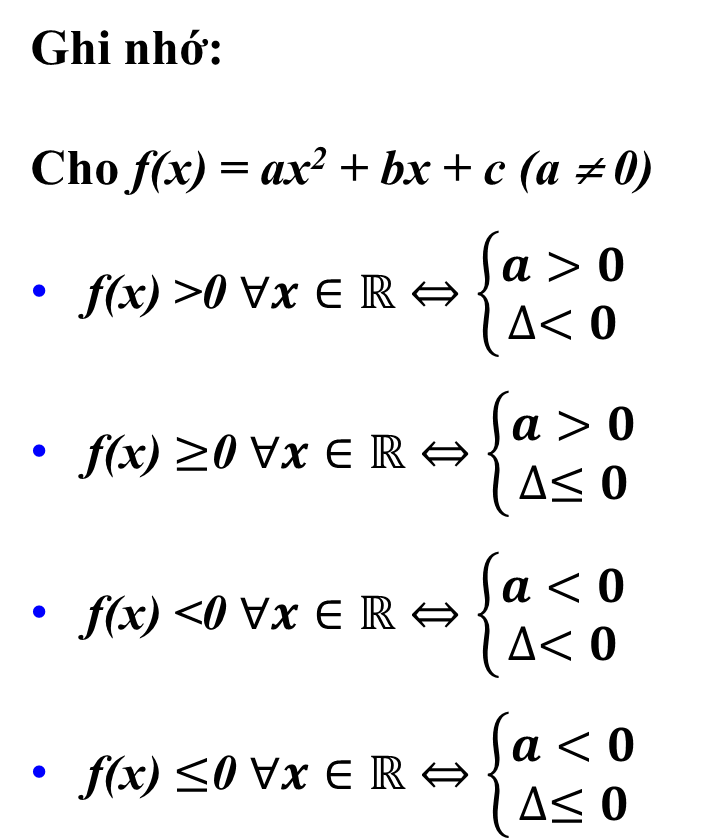 Ghi nhớ:
Cho f(x) = ax² + bx + c (a ≠ 0)
• f(x) >0 ∀x ∈ ℝ ⇔ { a > 0
Δ< 0
• f(x) ≥0 ∀x ∈ ℝ ⇔ { a > 0
Δ≤ 0
• f(x) <0 ∀x ∈ ℝ ⇔ { a < 0
Δ< 0
• f(x) ≤0 ∀x ∈ ℝ ⇔ { a < 0
Δ≤ 0